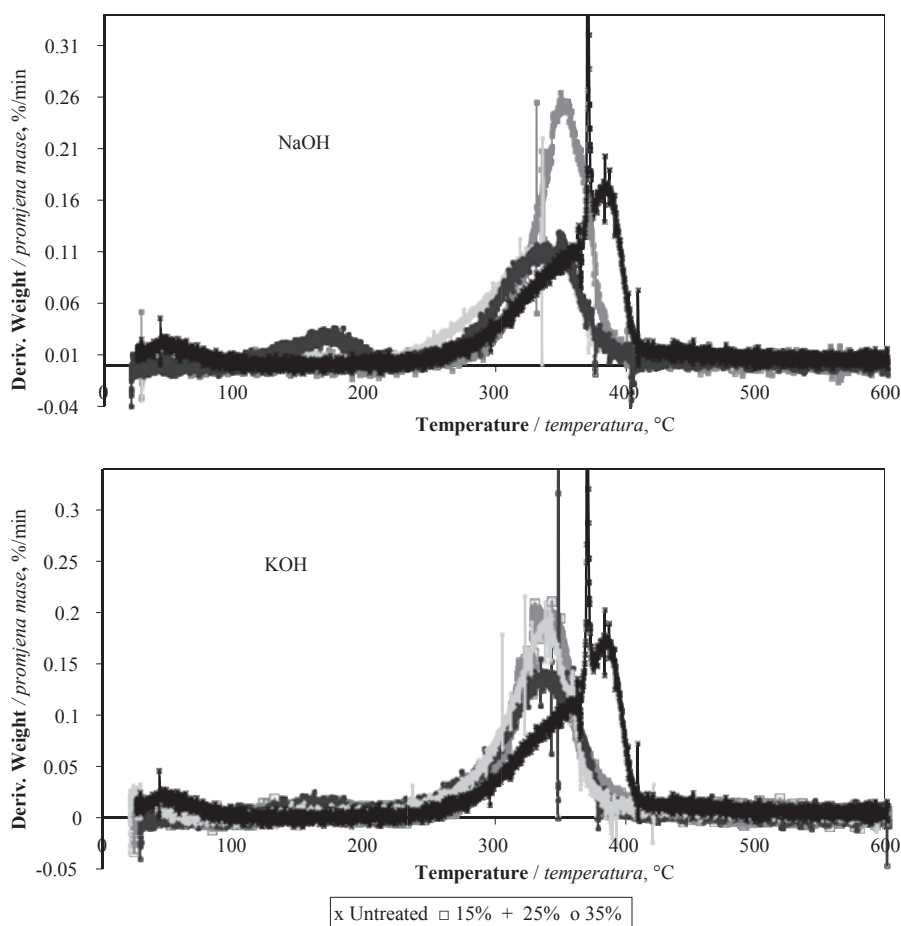 0.31
0.26
0.21
0.16
0.11
0.06
0.01
-0.04
Deriv. Weight / promjena mase, %/min
NaOH
0 100 200 300 400 500 600
Temperature / temperatura, °C
0.3
0.25
0.2
0.15
0.1
0.05
0
-0.05
Deriv. Weight / promjena mase, %/min
KOH
0 100 200 300 400 500 600
Temperature / temperatura, °C
x Untreated □ 15% + 25% o 35%